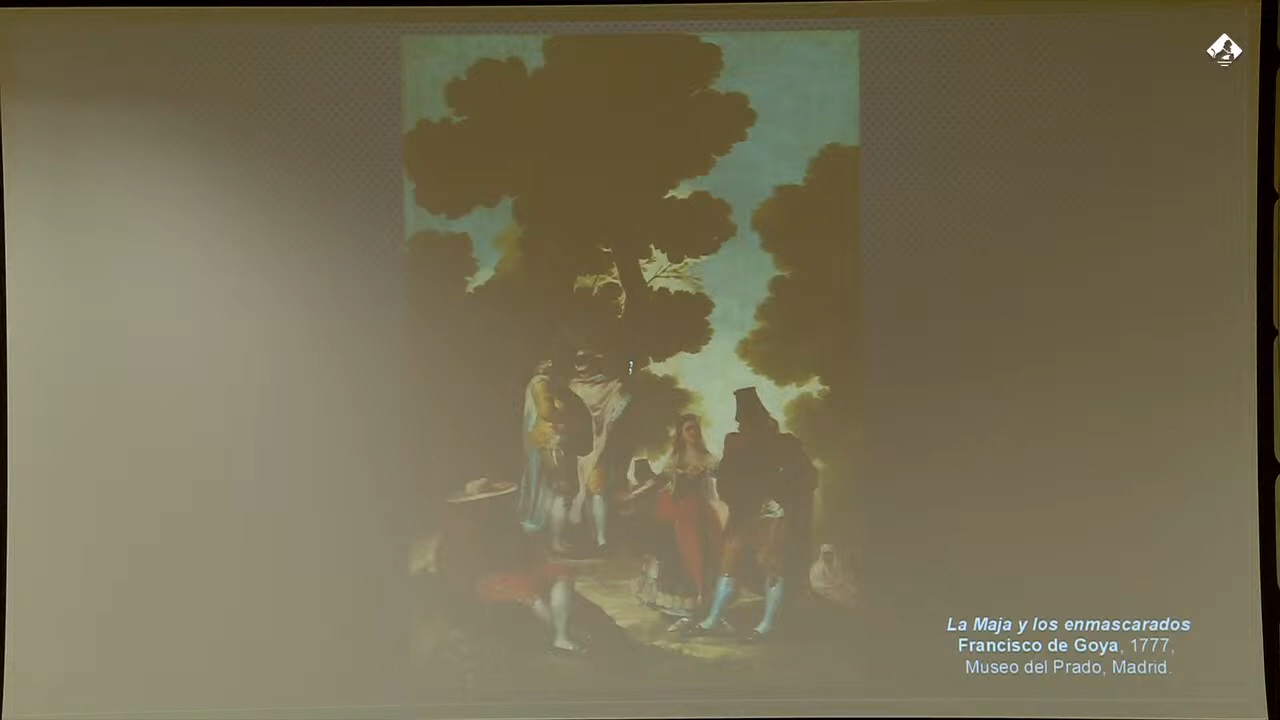 La Maja y los enmascarados
Francisco de Goya, 1777,
Museo del Prado, Madrid.